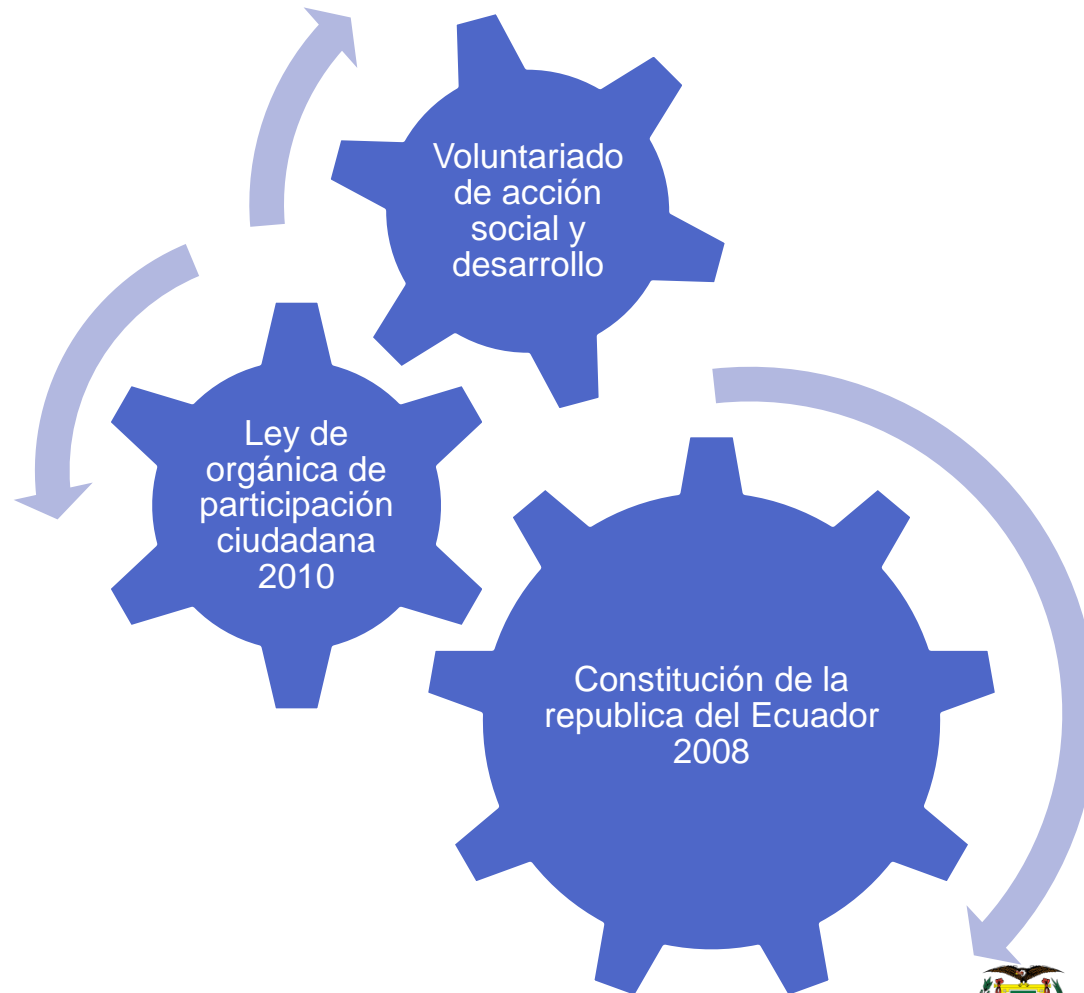 Voluntariado
de acción
social y
desarrollo
Ley de
orgánica de
participación
ciudadana
2010
Constitución de la
republica del Ecuador
2008